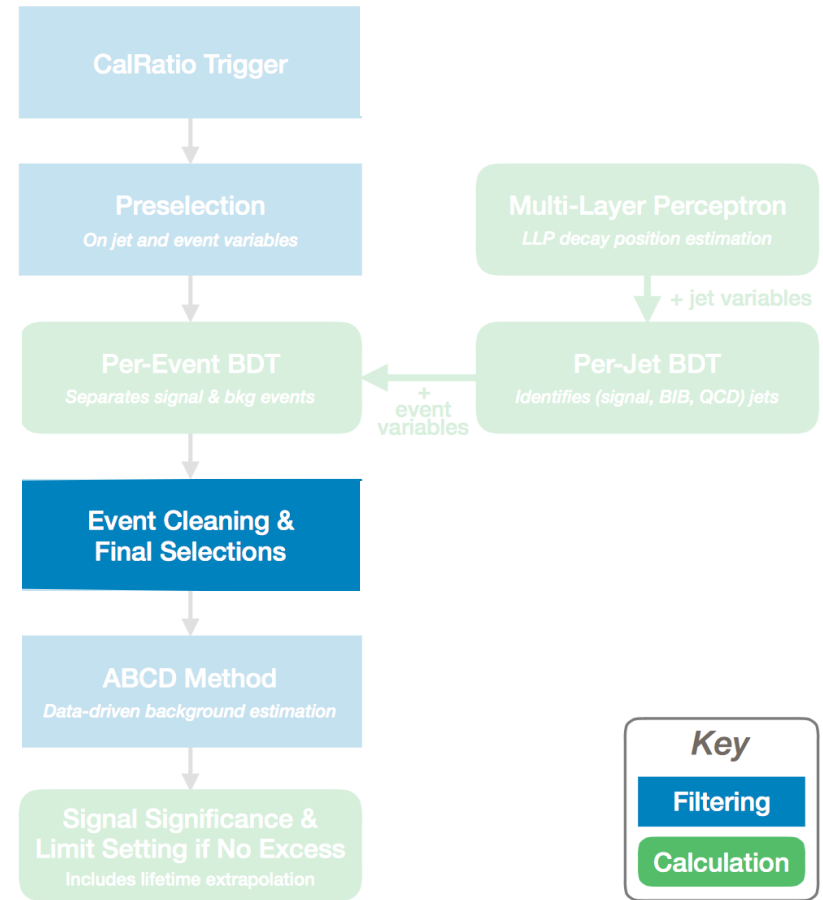 CalRatio Trigger
Preselection
On jet and event variables
Multi-Layer Perceptron
LLP decay position estimation
+ jet variables
Per-Event BDT
Separates signal & bkg events
+
event
variables
Per-Jet BDT
Identifies (signal, BIB, QCD) jets
Event Cleaning &
Final Selections
ABCD Method
Data-driven background estimation
Signal Significance &
Limit Setting if No Excess
Includes lifetime extrapolation
Key
Filtering
Calculation